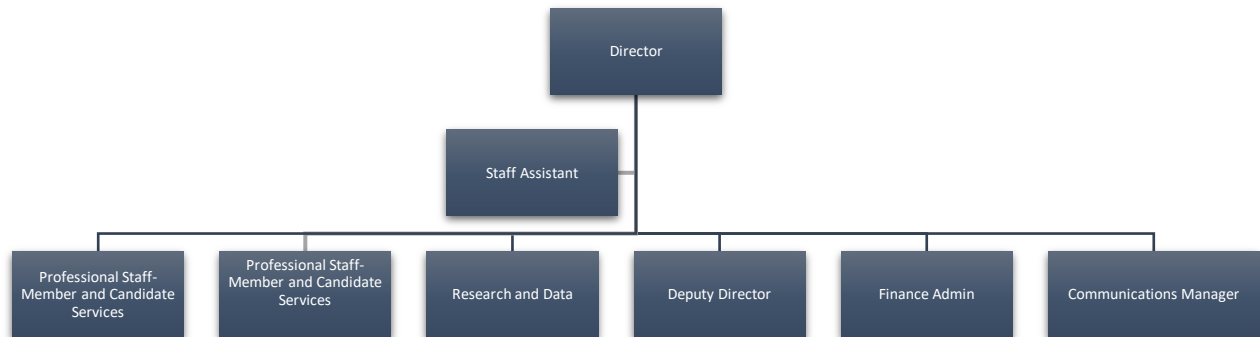 Director
Staff Assistant
Professional Staff-
Member and Candidate
Services
Professional Staff-
Member and Candidate
Services
Research and Data
Deputy Director
Finance Admin
Communications Manager